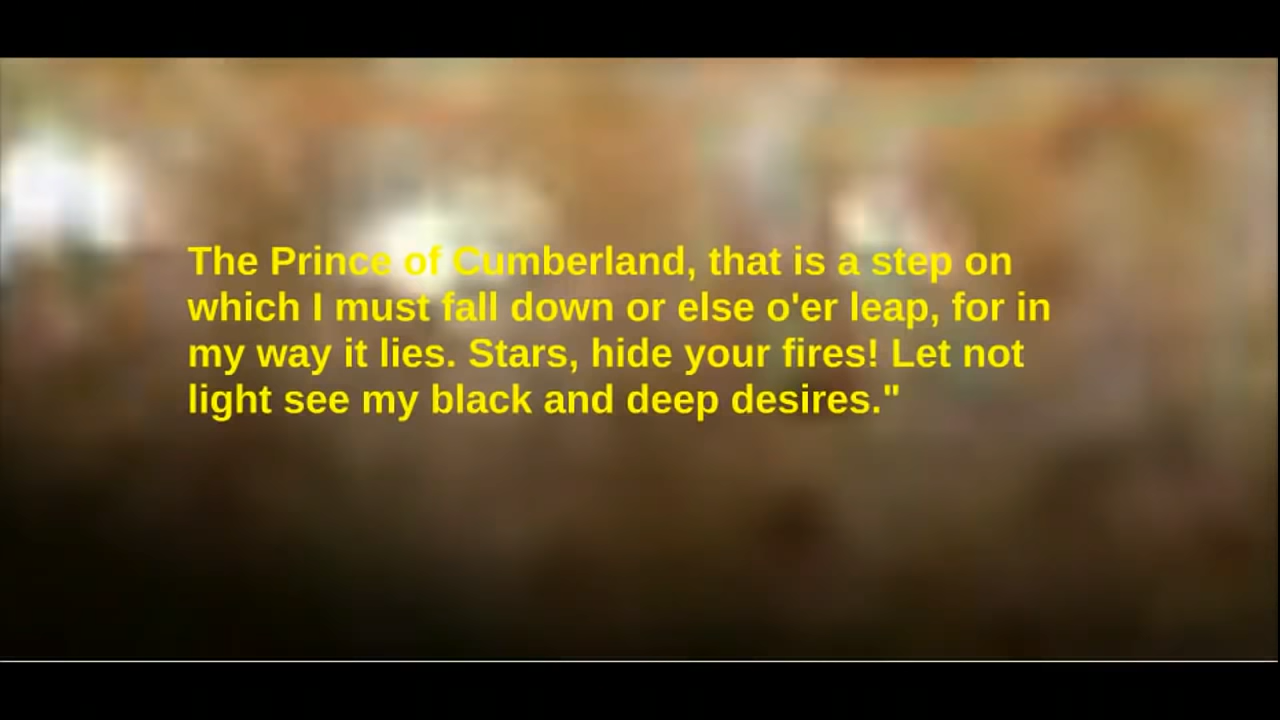 The Prince of Cumberland, that is a step on
which I must fall down or else o'er leap, for in
my way it lies. Stars, hide your fires! Let not
light see my black and deep desires."